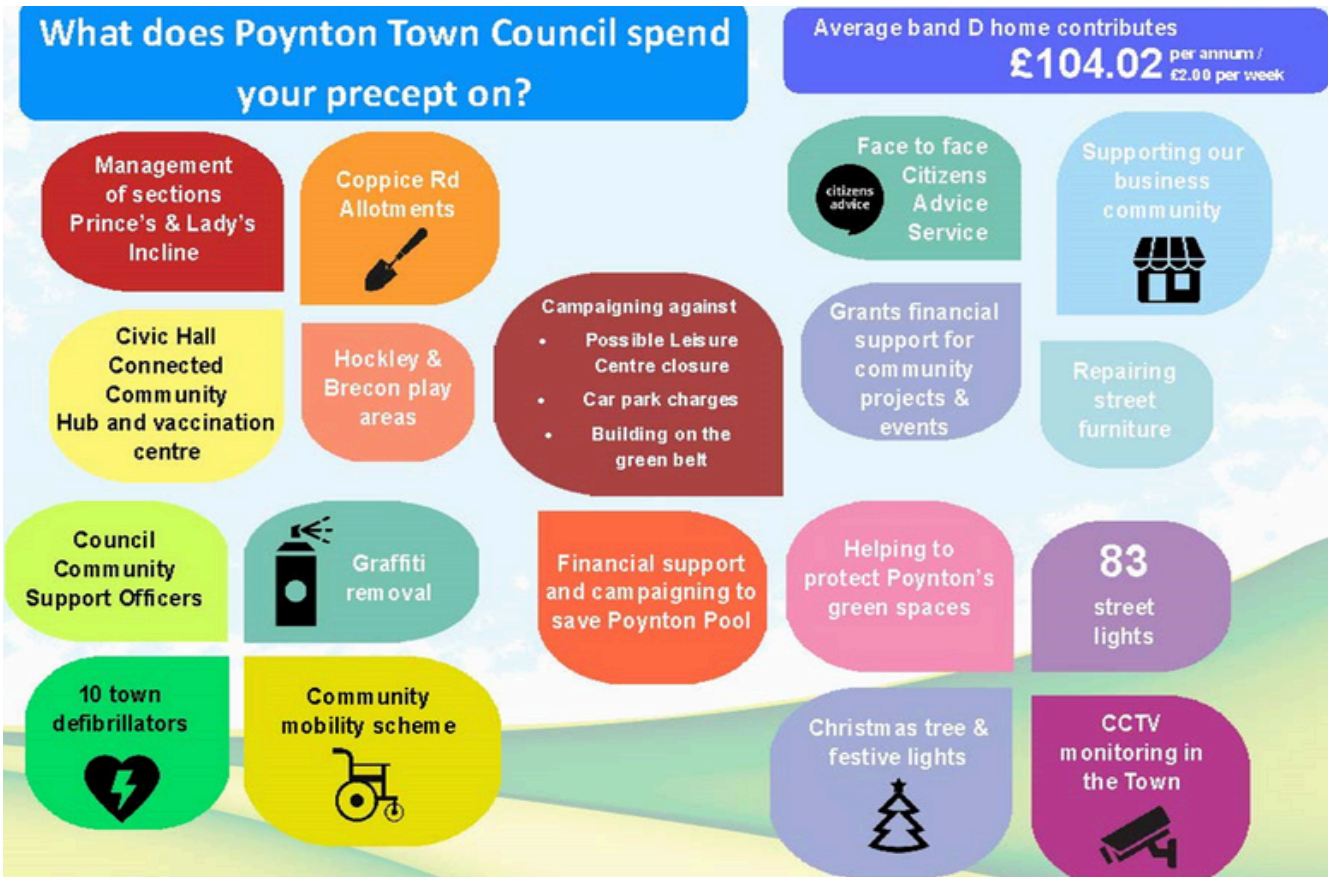 What does Poynton Town Council spend
your precept on?
Average band D home contributes
£104.02 per annum /
£2.00 per week
Management
of sections
Prince's & Lady's
Incline
Coppice Rd
Allotments
Face to face
Citizens
Advice
Service
citizens
advice
Supporting our
business
community
Civic Hall
Connected
Community
Hub and vaccination
centre
Hockley &
Brecon play
areas
Campaigning against
• Possible Leisure
Centre closure
• Car park charges
• Building on the
green belt
Grants financial
support for
community
projects &
events
Repairing
street
furniture
Council
Community
Support Officers
Graffiti
removal
Financial support
and campaigning to
save Poynton Pool
Helping to
protect Poynton's
green spaces
83
street
lights
10 town
defibrillators
Community
mobility scheme
Christmas tree &
festive lights
CCTV
monitoring in
the Town